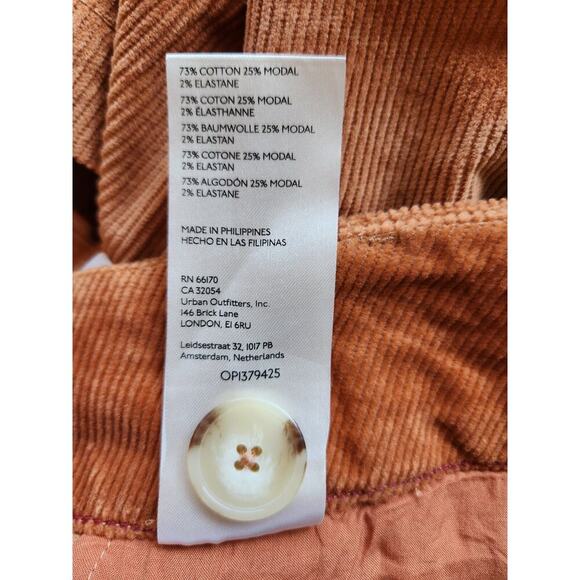 73% COTTON 25% MODAL
2% ELASTANE
73% COTON 25% MODAL
2% ÉLASTHANNE
73% BAUMWOLLE 25% MODAL
2% ELASTAN
73% COTONE 25% MODAL
2% ELASTAN
73% ALGODÓN 25% MODAL
2% ELASTANE
MADE IN PHILIPPINES
HECHO EN LAS FILIPINAS
RN 66170
CA 32054
Urban Outfitters, Inc.
146 Brick Lane
LONDON, E1 6RU
Leidsestraat 32, 1017 PB
Amsterdam, Netherlands
OP1379425